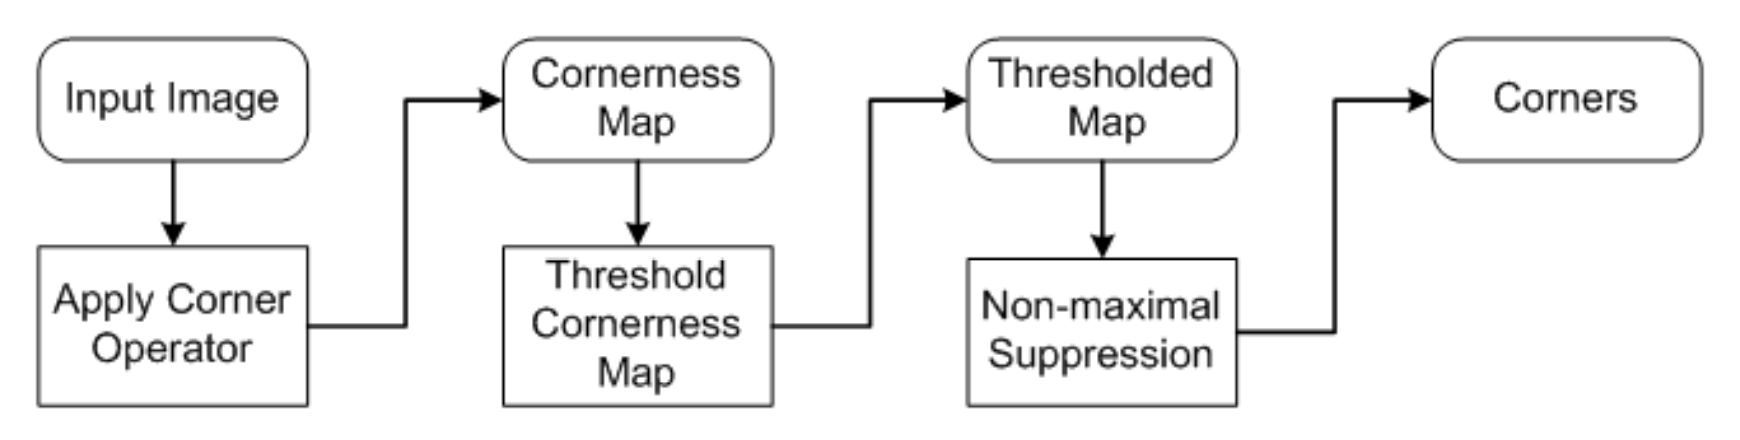 Input Image
Apply Corner
Operator
Cornerness
Map
Threshold
Cornerness
Map
Thresholded
Map
Non-maximal
Suppression
Corners